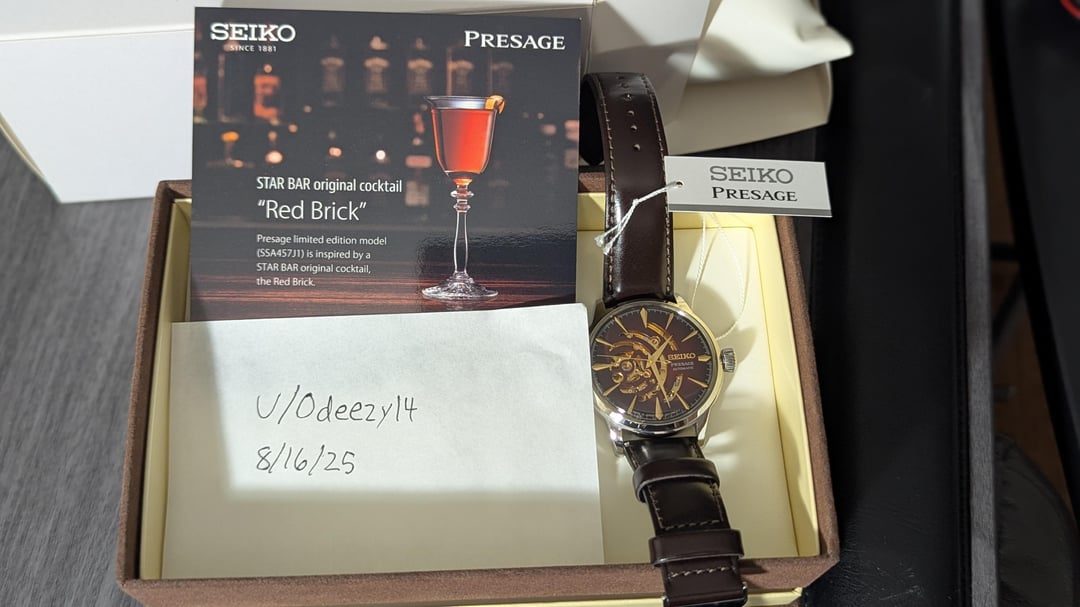 SEIKO
SINCE 1881
PRESAGE
STAR BAR original cocktail
“Red Brick”
Presage limited edition model
(SSA457J1) is inspired by a
STAR BAR original cocktail,
the Red Brick.
SEIKO
PRESAGE
SEIKO
PRESAGE
AUTOMATIC
U/Odeezy14
8/16/25